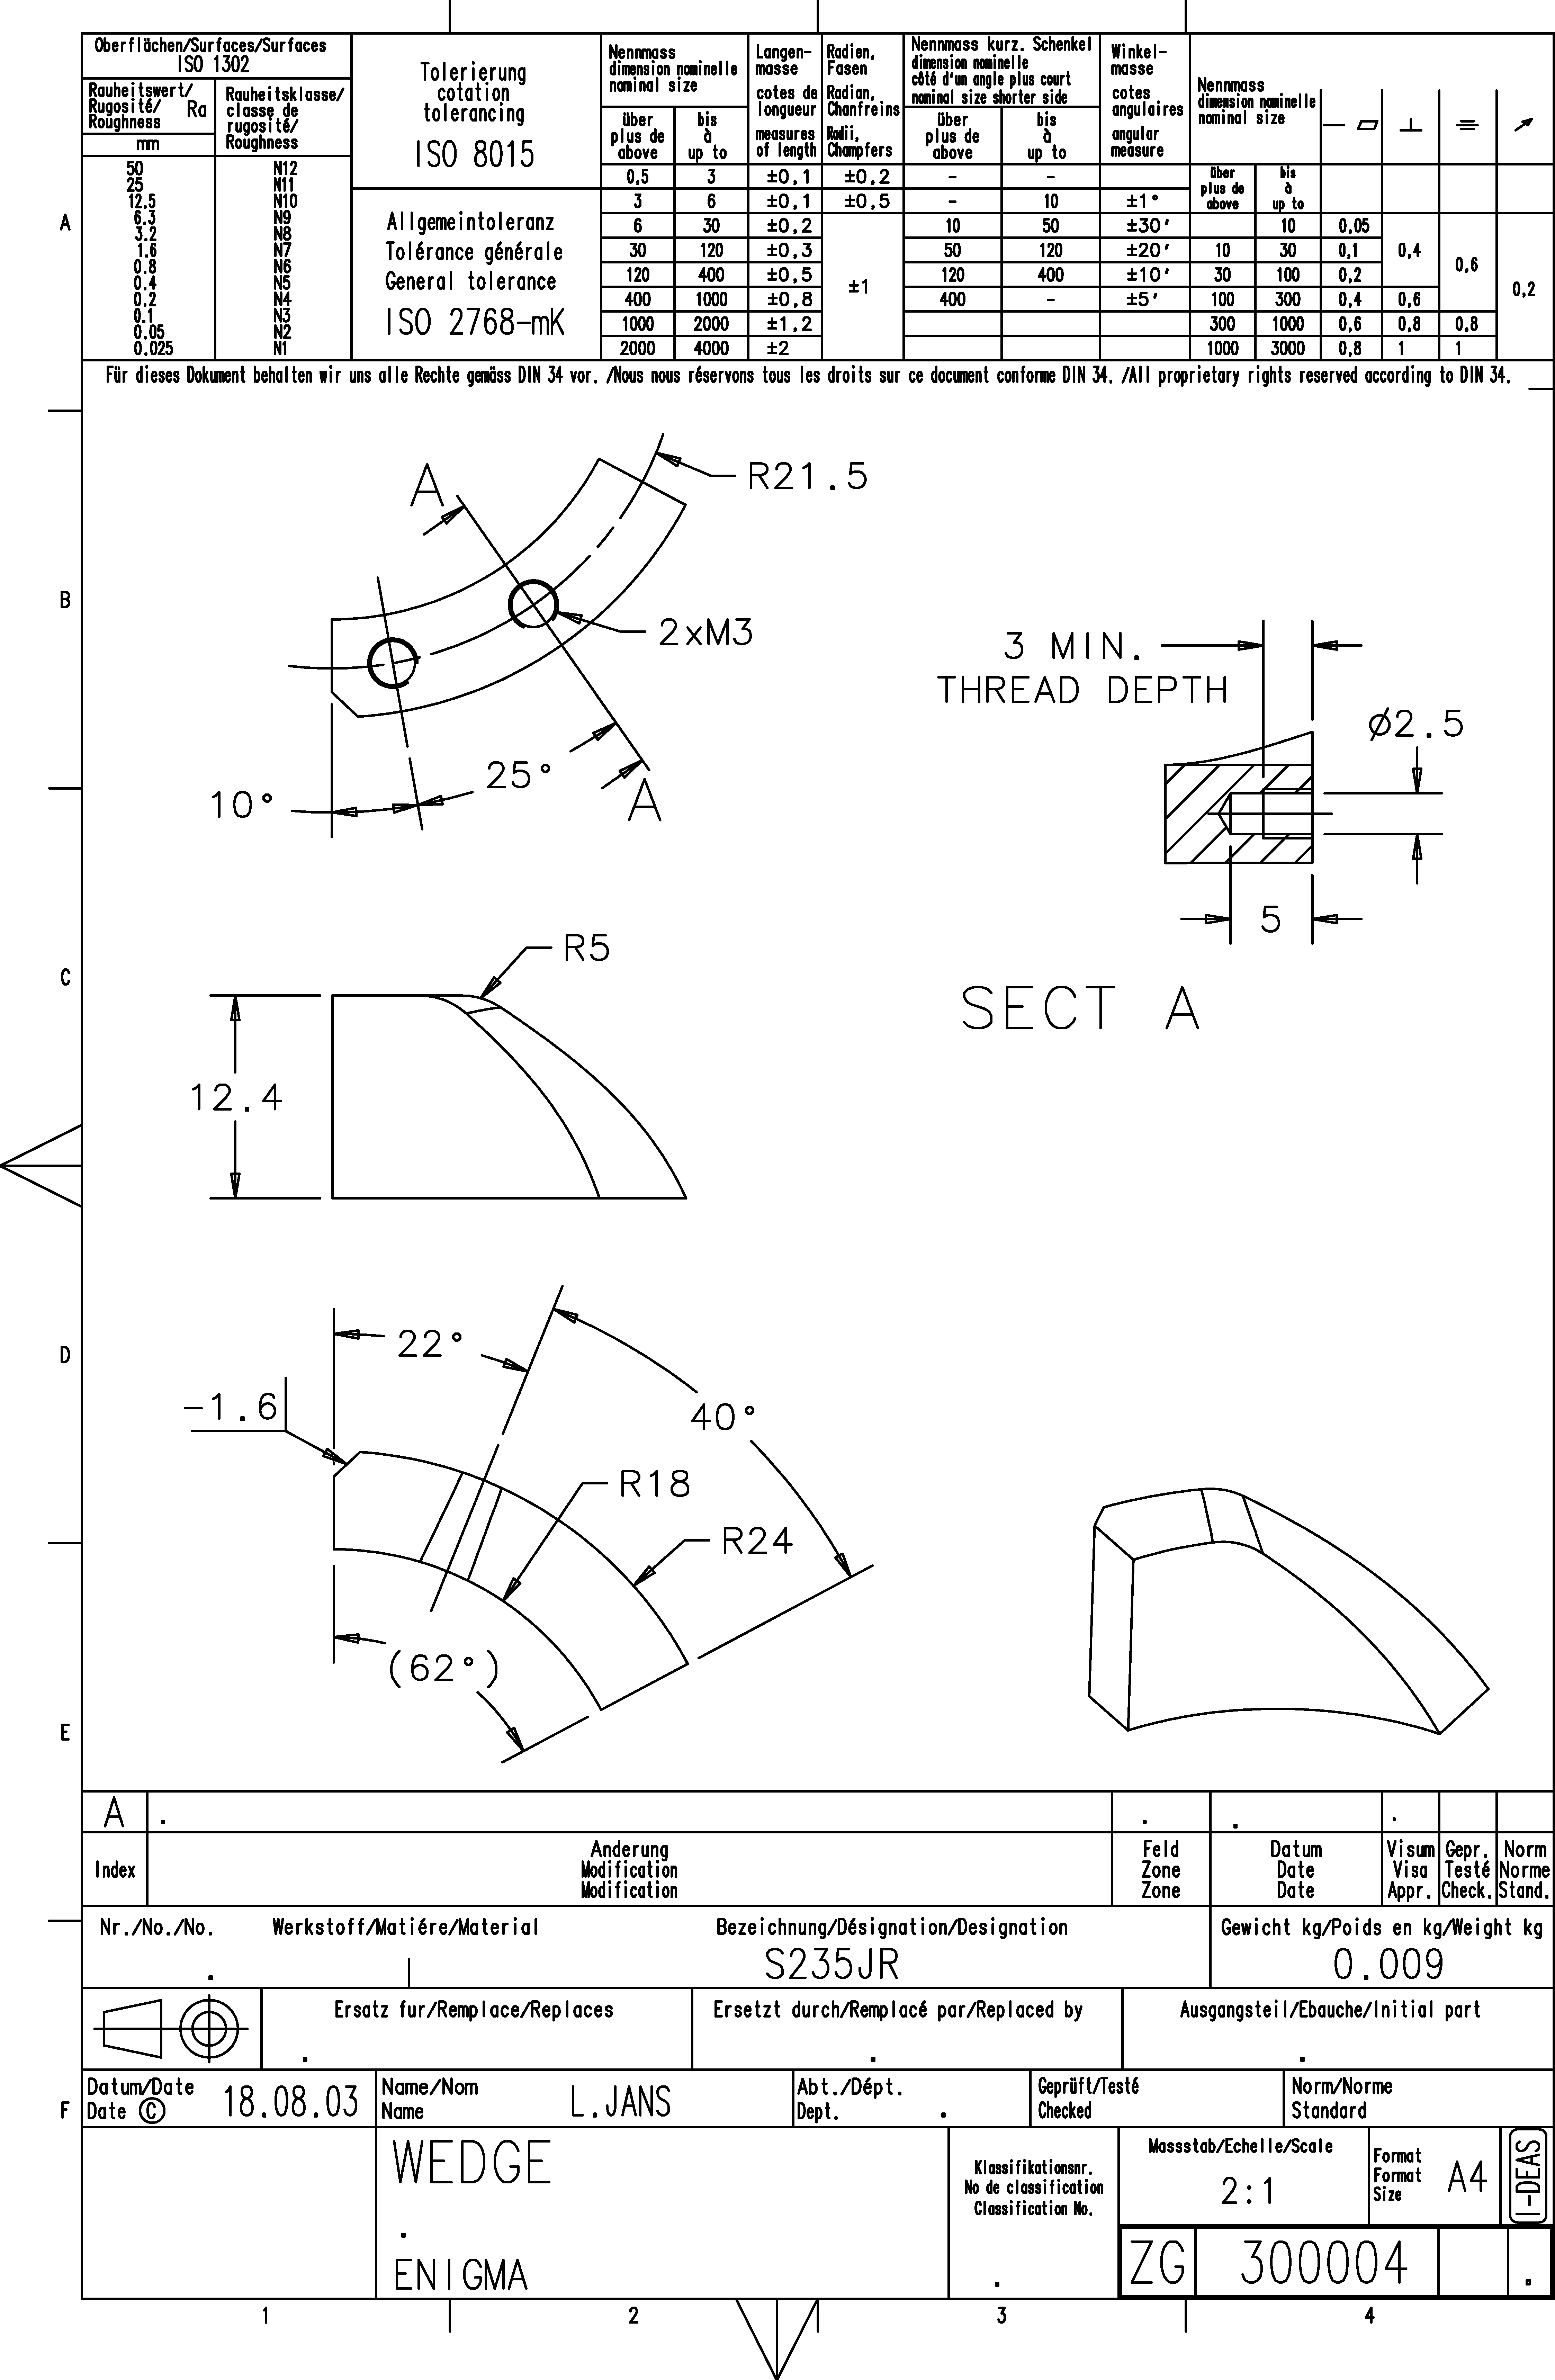 Oberflächen/Surfaces/Surfaces
ISO 1302
Rauheitswert/
Rugosité/ Ra
Roughness
mm
Rauheitsklasse/
classe de
rugosité/
Roughness
50 N12
25 N11
12.5 N10
6.3 N9
3.2 N8
1.6 N7
0.8 N6
0.4 N5
0.2 N4
0.1 N3
0.05 N2
0.025 N1
Tolerierung
cotation
tolerancing
ISO 8015
Allgemeintoleranz
Tolérance générale
General tolerance
ISO 2768-mK
Nennmass
dimension nominelle
nominal size
über
plus de
above
bis
à
up to
Langen-
masse
cotes de
longueur
measures
of length
Radien,
Fasen
Radian,
Chanfreins
Radii,
Champfers
Nennmass kurz. Schenkel
dimension nominelle
côté d'un angle plus court
nominal size shorter side
über
plus de
above
bis
à
up to
Winkel-
masse
cotes
angulaires
angular
measure
Nennmass
dimension nominelle
nominal size
über
plus de
above
bis
à
up to
0,5 3 ±0,1 ±0,2 - -
3 6 ±0,1 ±0,5 - 10 ±1°
6 30 ±0,2 10 50 ±30′ 10 0,05
30 120 ±0,3 50 120 ±20′ 10 30 0,1 0,4
120 400 ±0,5 ±1 120 400 ±10′ 30 100 0,2 0,6
400 1000 ±0,8 400 - ±5′ 100 300 0,4 0,6 0,2
1000 2000 ±1,2 300 1000 0,6 0,8 0,8
2000 4000 ±2 1000 3000 0,8 1 1
Für dieses Dokument behalten wir uns alle Rechte gemäss DIN 34 vor. /Nous nous réservons tous les droits sur ce document conforme DIN 34. /All proprietary rights reserved according to DIN 34.
A
B
C
D
E
F
A
R21.5
2xM3
25°
10°
A
3 MIN.
THREAD DEPTH
Ø2.5
5
SECT A
R5
12.4
22°
40°
-1.6
R18
R24
(62°)
A . . . .
Index
Anderung
Modification
Modification
Feld
Zone
Zone
Datum
Date
Date
Visum
Visa
Appr.
Gepr.
Testé
Check.
Norm
Norme
Stand.
Nr./No./No. Werkstoff/Matiére/Material Bezeichnung/Désignation/Designation Gewicht kg/Poids en kg/Weight kg
. S235JR 0.009
Ersatz fur/Remplace/Replaces Ersetzt durch/Remplacé par/Replaced by Ausgangsteil/Ebauche/Initial part
. . .
Datum/Date
Date © 18.08.03
Name/Nom
Name L.JANS
Abt./Dépt.
Dept. .
Geprüft/Testé
Checked
Norm/Norme
Standard
WEDGE
.
ENIGMA
Klassifikationsnr.
No de classification
Classification No.
.
Massstab/Echelle/Scale
2:1
Format
Format
Size
A4
I-DEAS
ZG 300004 .
1 2 3 4